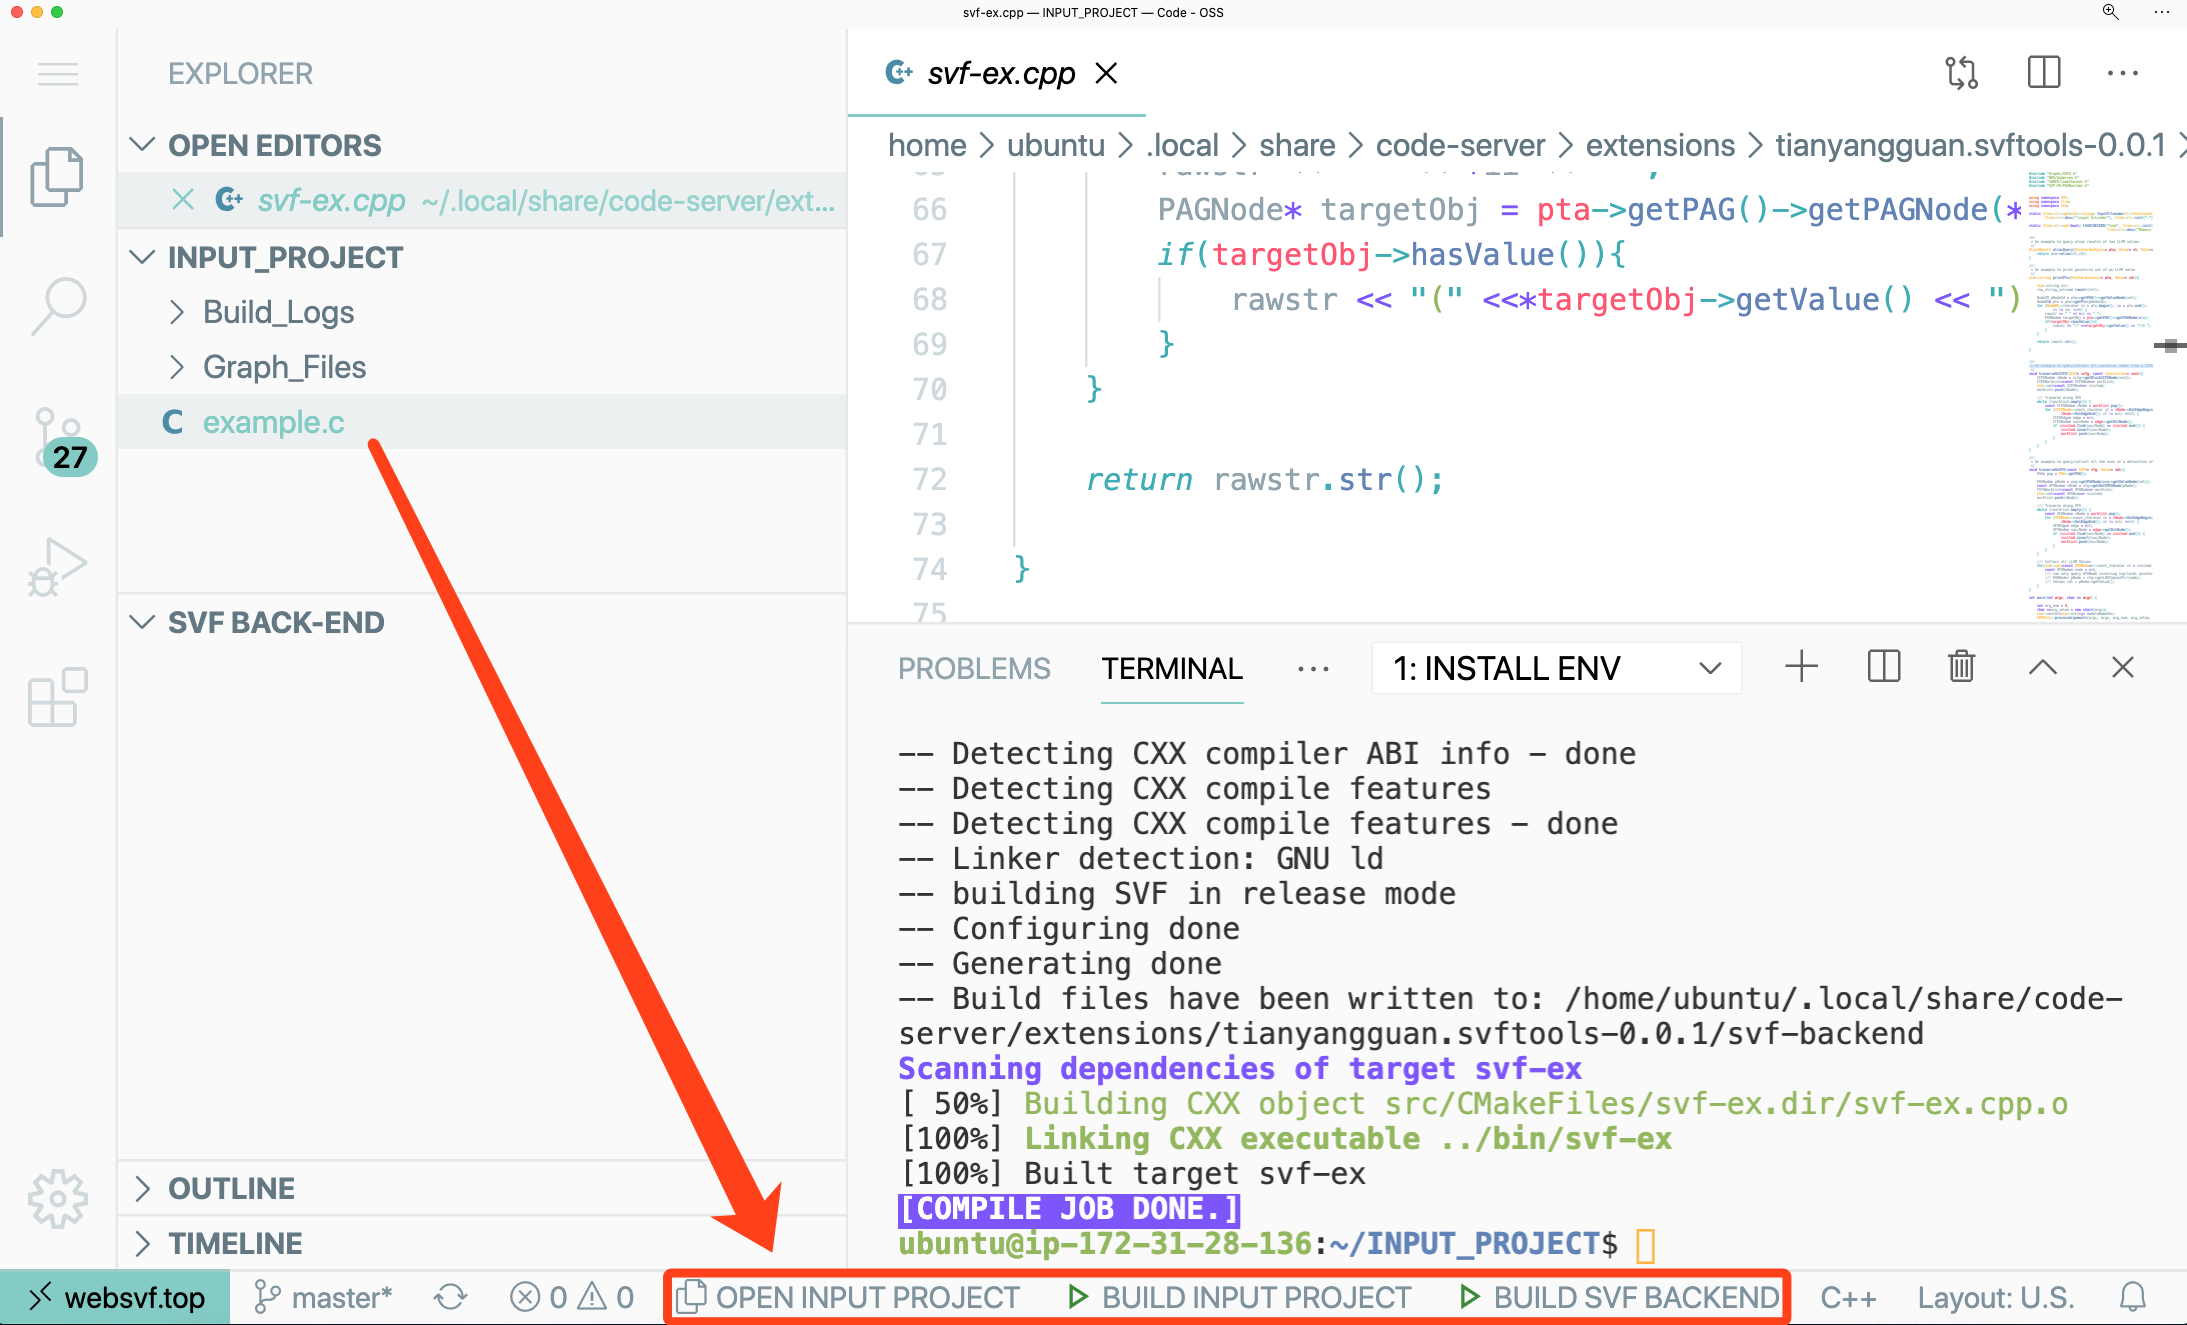 svf-ex.cpp — INPUT_PROJECT — Code - OSS
EXPLORER
OPEN EDITORS
svf-ex.cpp ~/.local/share/code-server/ext...
INPUT_PROJECT
Build_Logs
Graph_Files
C example.c
27
SVF BACK-END
OUTLINE
TIMELINE
svf-ex.cpp
home > ubuntu > .local > share > code-server > extensions > tianyangguan.svftools-0.0.1 >
66 PAGNode* targetObj = pta->getPAG()->getPAGNode(*
67 if(targetObj->hasValue()){
68 rawstr << "(" <<*targetObj->getValue() << ")
69 }
70 }
71
72 return rawstr.str();
73
74 }
75
PROBLEMS TERMINAL ... 1: INSTALL ENV
-- Detecting CXX compiler ABI info - done
-- Detecting CXX compile features
-- Detecting CXX compile features - done
-- Linker detection: GNU ld
-- building SVF in release mode
-- Configuring done
-- Generating done
-- Build files have been written to: /home/ubuntu/.local/share/code-
server/extensions/tianyangguan.svftools-0.0.1/svf-backend
Scanning dependencies of target svf-ex
[ 50%] Building CXX object src/CMakeFiles/svf-ex.dir/svf-ex.cpp.o
[100%] Linking CXX executable ../bin/svf-ex
[100%] Built target svf-ex
[COMPILE JOB DONE.]
ubuntu@ip-172-31-28-136:~/INPUT_PROJECT$
websvf.top master* 0 0 OPEN INPUT PROJECT BUILD INPUT PROJECT BUILD SVF BACKEND C++ Layout: U.S.